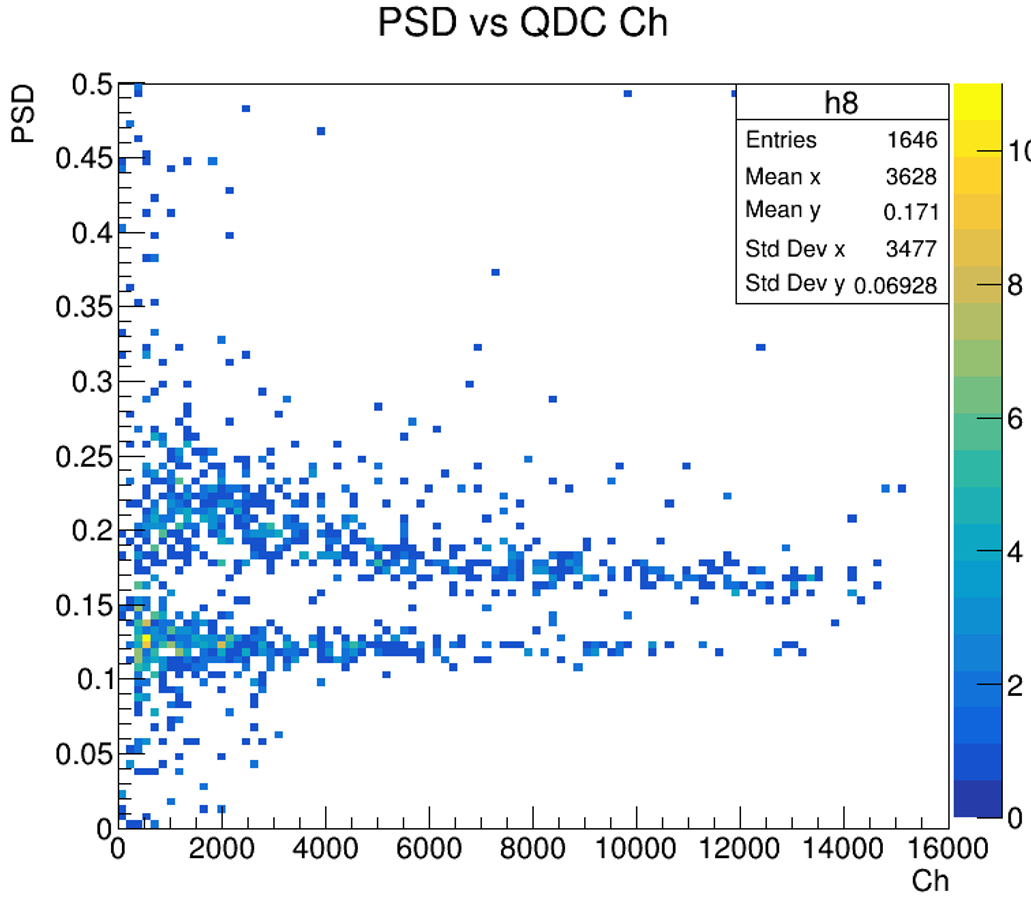 PSD vs QDC Ch
PSD
0.5
0.45
0.4
0.35
0.3
0.25
0.2
0.15
0.1
0.05
0
h8
Entries 1646
Mean x 3628
Mean y 0.171
Std Dev x 3477
Std Dev y 0.06928
10
8
6
4
2
0
0 2000 4000 6000 8000 10000 12000 14000 16000
Ch